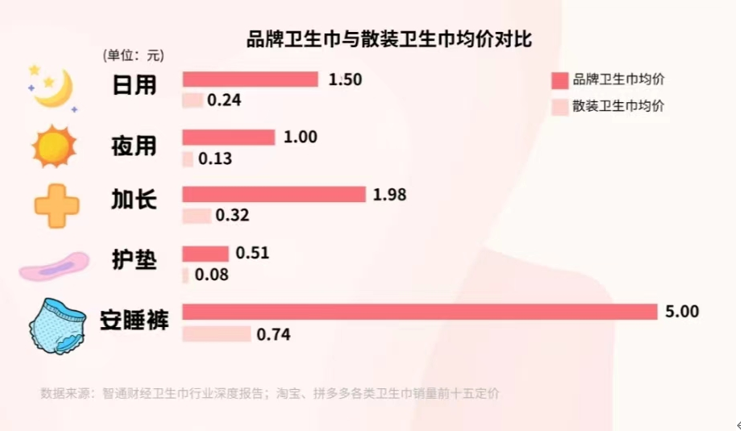 品牌卫生巾与散装卫生巾均价对比
(单位：元)
品牌卫生巾均价
散装卫生巾均价
日用
1.50
0.24
夜用
1.00
0.13
加长
1.98
0.32
护垫
0.51
0.08
安睡裤
5.00
0.74
数据来源：智通财经卫生巾行业深度报告；淘宝、拼多多各类卫生巾销量前十五定价